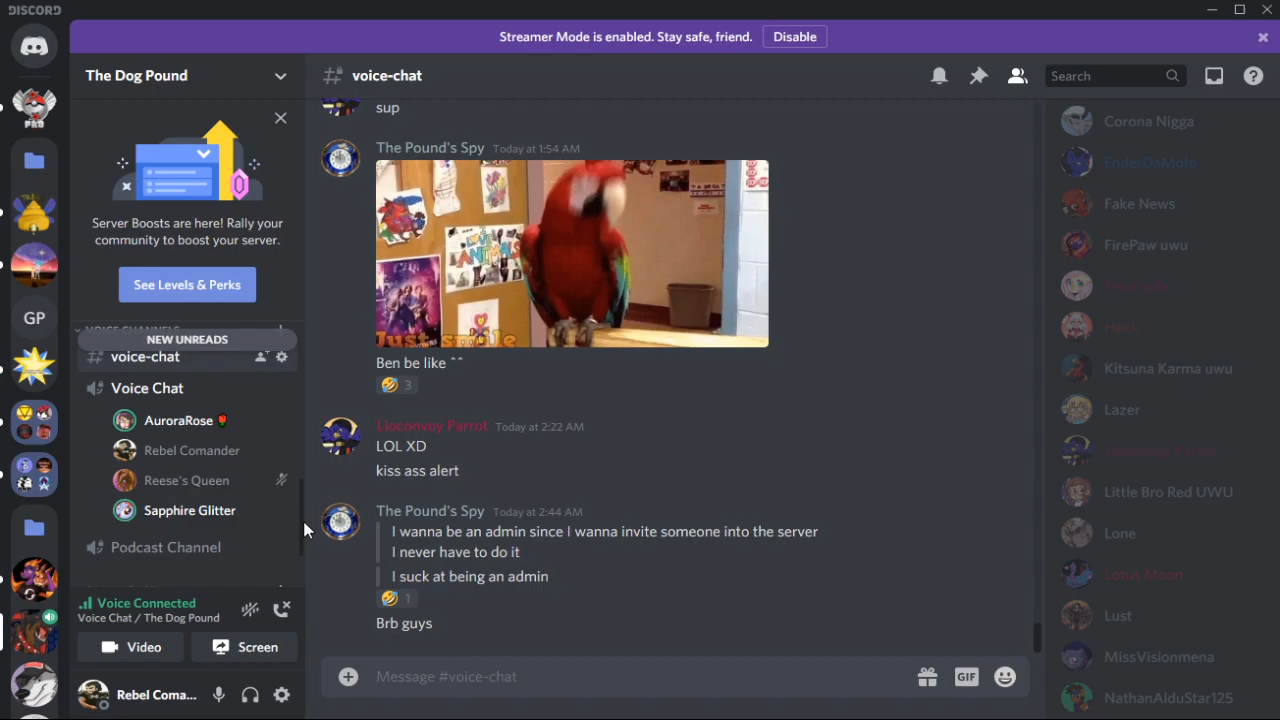 DISCORD
Streamer Mode is enabled. Stay safe, friend.
Disable
The Dog Pound
voice-chat
Search
Server Boosts are here! Rally your
community to boost your server.
See Levels & Perks
NEW UNREADS
voice-chat
Voice Chat
AuroraRose
Rebel Comander
Reese's Queen
Sapphire Glitter
Podcast Channel
Voice Connected
Voice Chat / The Dog Pound
Video
Screen
Rebel Coma...
GP
sup
The Pound's Spy Today at 1:54 AM
LOVE
ANIMALS
Just smile
Ben be like ^^
3
Lioconvoy Parrot Today at 2:22 AM
LOL XD
kiss ass alert
The Pound's Spy Today at 2:44 AM
I wanna be an admin since I wanna invite someone into the server
I never have to do it
I suck at being an admin
1
Brb guys
Message #voice-chat
GIF
Corona Nigga
EnderDaMofo
Fake News
FirePaw uwu
Heck
Kitsuna Karma uwu
Lazer
Little Bro Red UWU
Lone
Lotus Moon
Lust
MissVisionmena
NathanAlduStar125